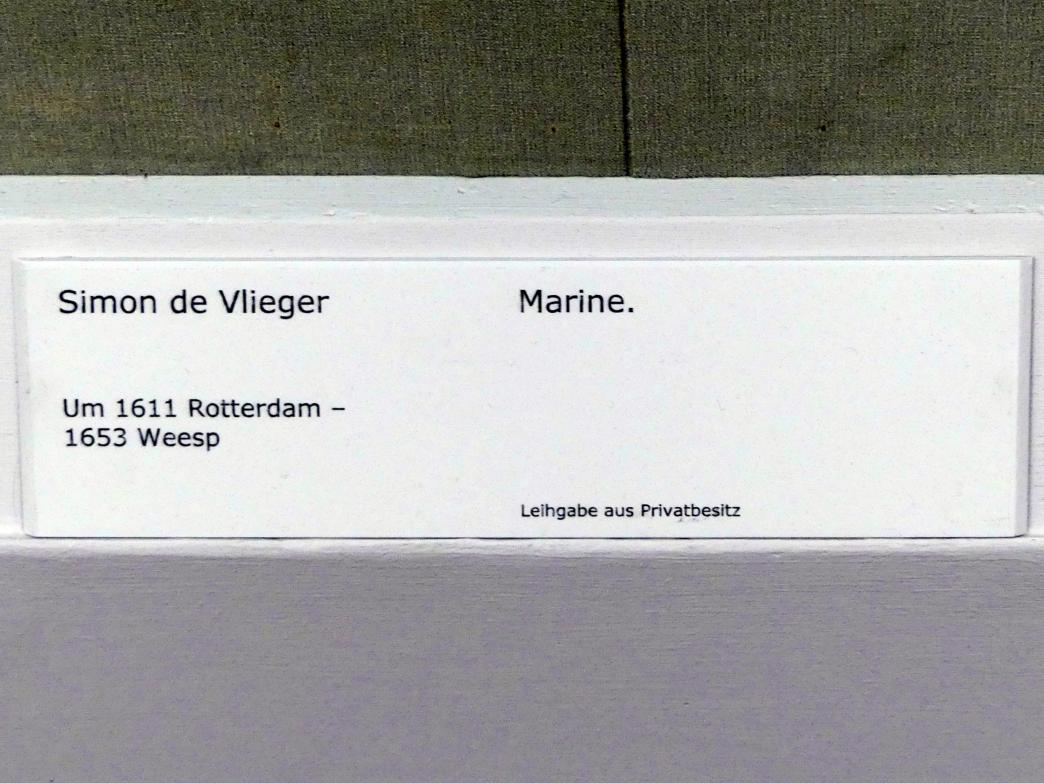 Simon de Vlieger
Um 1611 Rotterdam –
1653 Weesp
Marine.
Leihgabe aus Privatbesitz